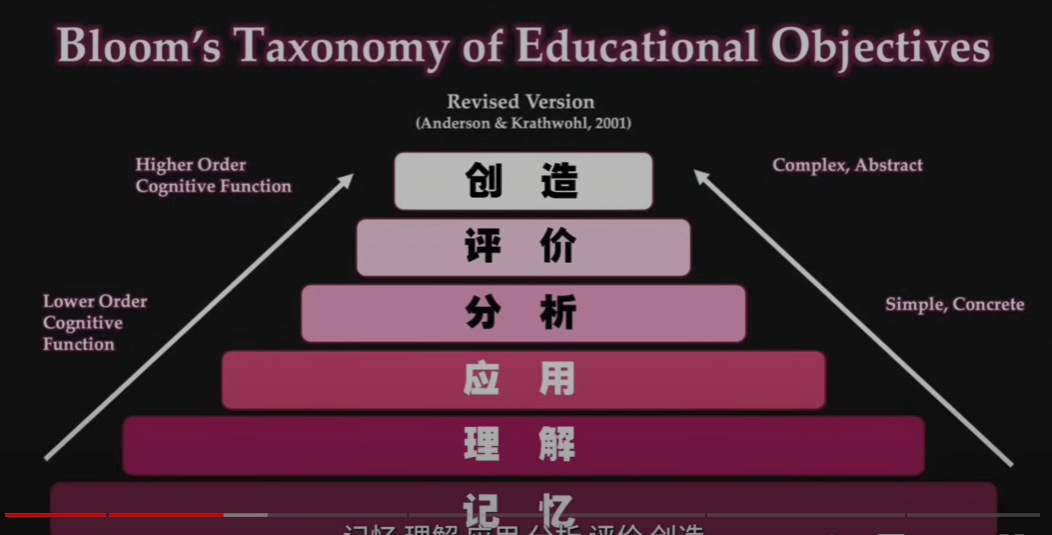 Bloom's Taxonomy of Educational Objectives
Revised Version
(Anderson & Krathwohl, 2001)
Higher Order
Cognitive Function
Complex, Abstract
创 造
评 价
分 析
Lower Order
Cognitive
Function
Simple, Concrete
应 用
理 解
记 忆
记忆 理解 应用 分析 评价 创造